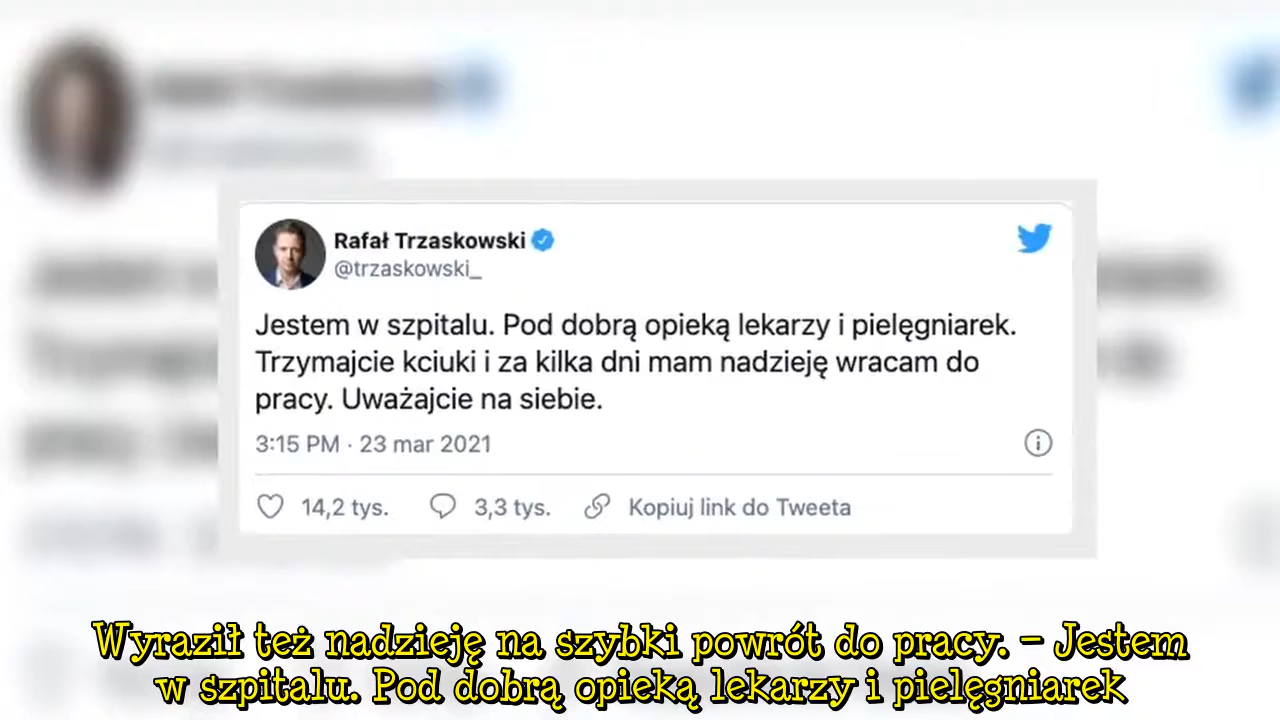 Rafał Trzaskowski
@trzaskowski_
Jestem w szpitalu. Pod dobrą opieką lekarzy i pielęgniarek.
Trzymajcie kciuki i za kilka dni mam nadzieję wracam do
pracy. Uważajcie na siebie.
3:15 PM · 23 mar 2021
14,2 tys. 3,3 tys. Kopiuj link do Tweeta
Wyraził też nadzieję na szybki powrót do pracy. – Jestem
w szpitalu. Pod dobrą opieką lekarzy i pielęgniarek